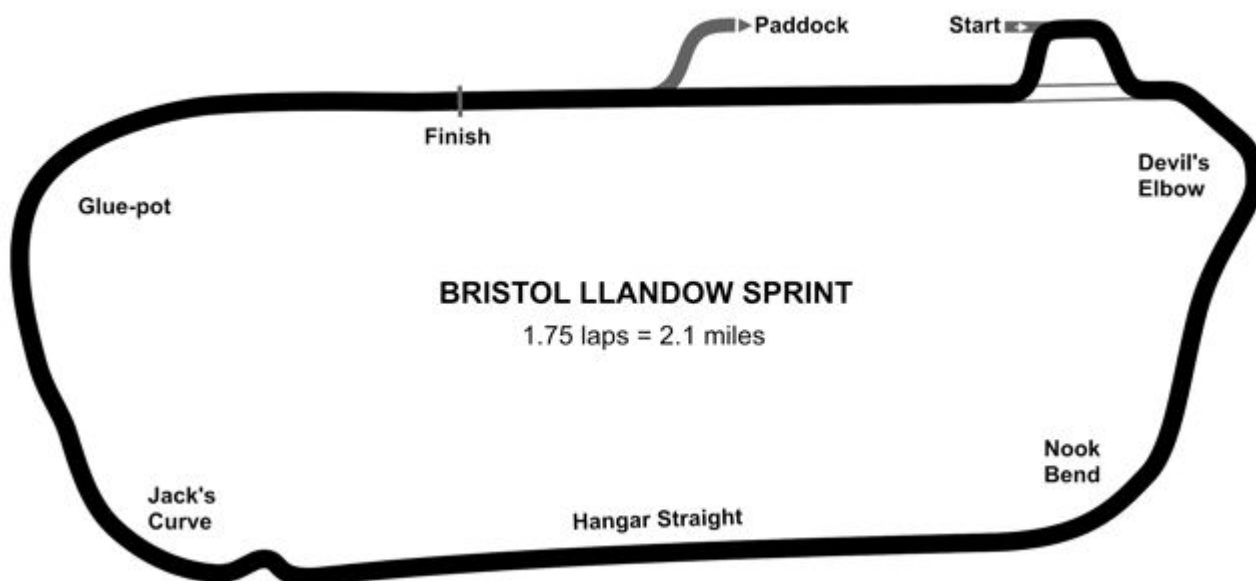 Paddock
Start
Finish
Devil's
Elbow
Glue-pot
BRISTOL LLANDOW SPRINT
1.75 laps = 2.1 miles
Nook
Bend
Jack's
Curve
Hangar Straight